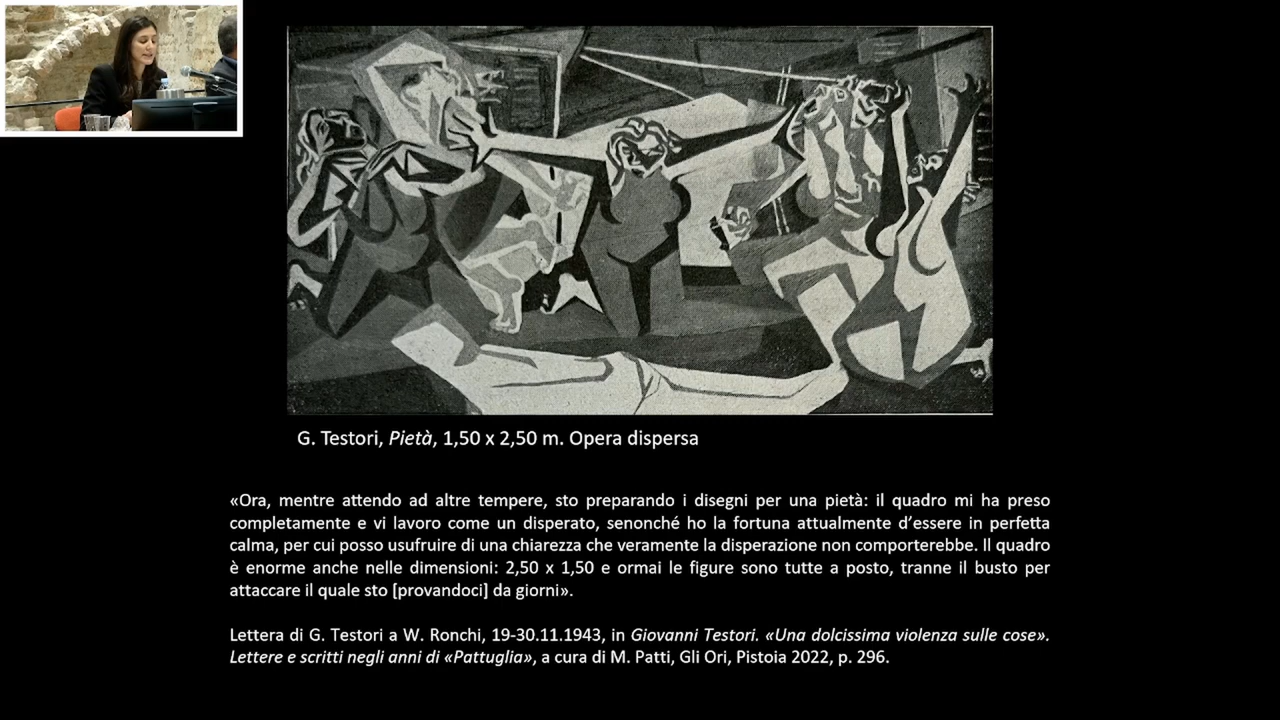 G. Testori, Pietà, 1,50 x 2,50 m. Opera dispersa
«Ora, mentre attendo ad altre tempere, sto preparando i disegni per una pietà: il quadro mi ha preso
completamente e vi lavoro come un disperato, senonché ho la fortuna attualmente d’essere in perfetta
calma, per cui posso usufruire di una chiarezza che veramente la disperazione non comporterebbe. Il quadro
è enorme anche nelle dimensioni: 2,50 x 1,50 e ormai le figure sono tutte a posto, tranne il busto per
attaccare il quale sto [provandoci] da giorni».
Lettera di G. Testori a W. Ronchi, 19-30.11.1943, in Giovanni Testori. «Una dolcissima violenza sulle cose».
Lettere e scritti negli anni di «Pattuglia», a cura di M. Patti, Gli Ori, Pistoia 2022, p. 296.